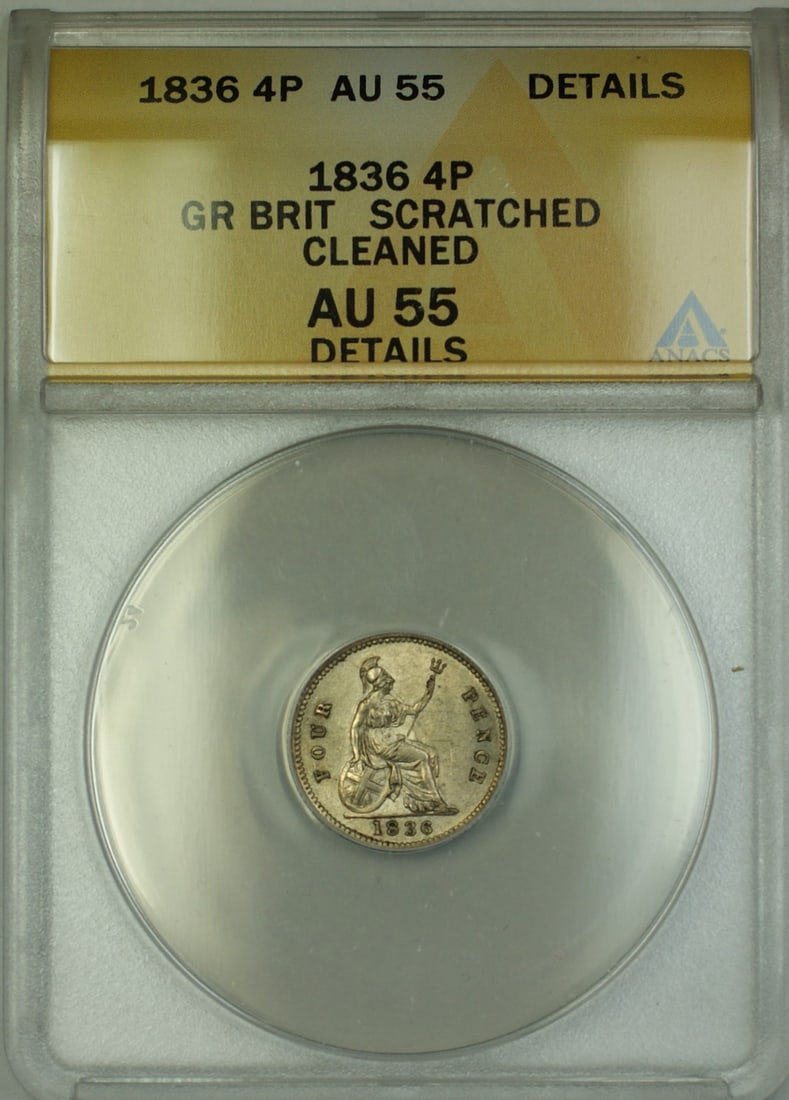 1836 4P AU 55 DETAILS
1836 4P
GR BRIT SCRATCHED
CLEANED
AU 55
DETAILS
ANACS
FOUR PENCE
1836